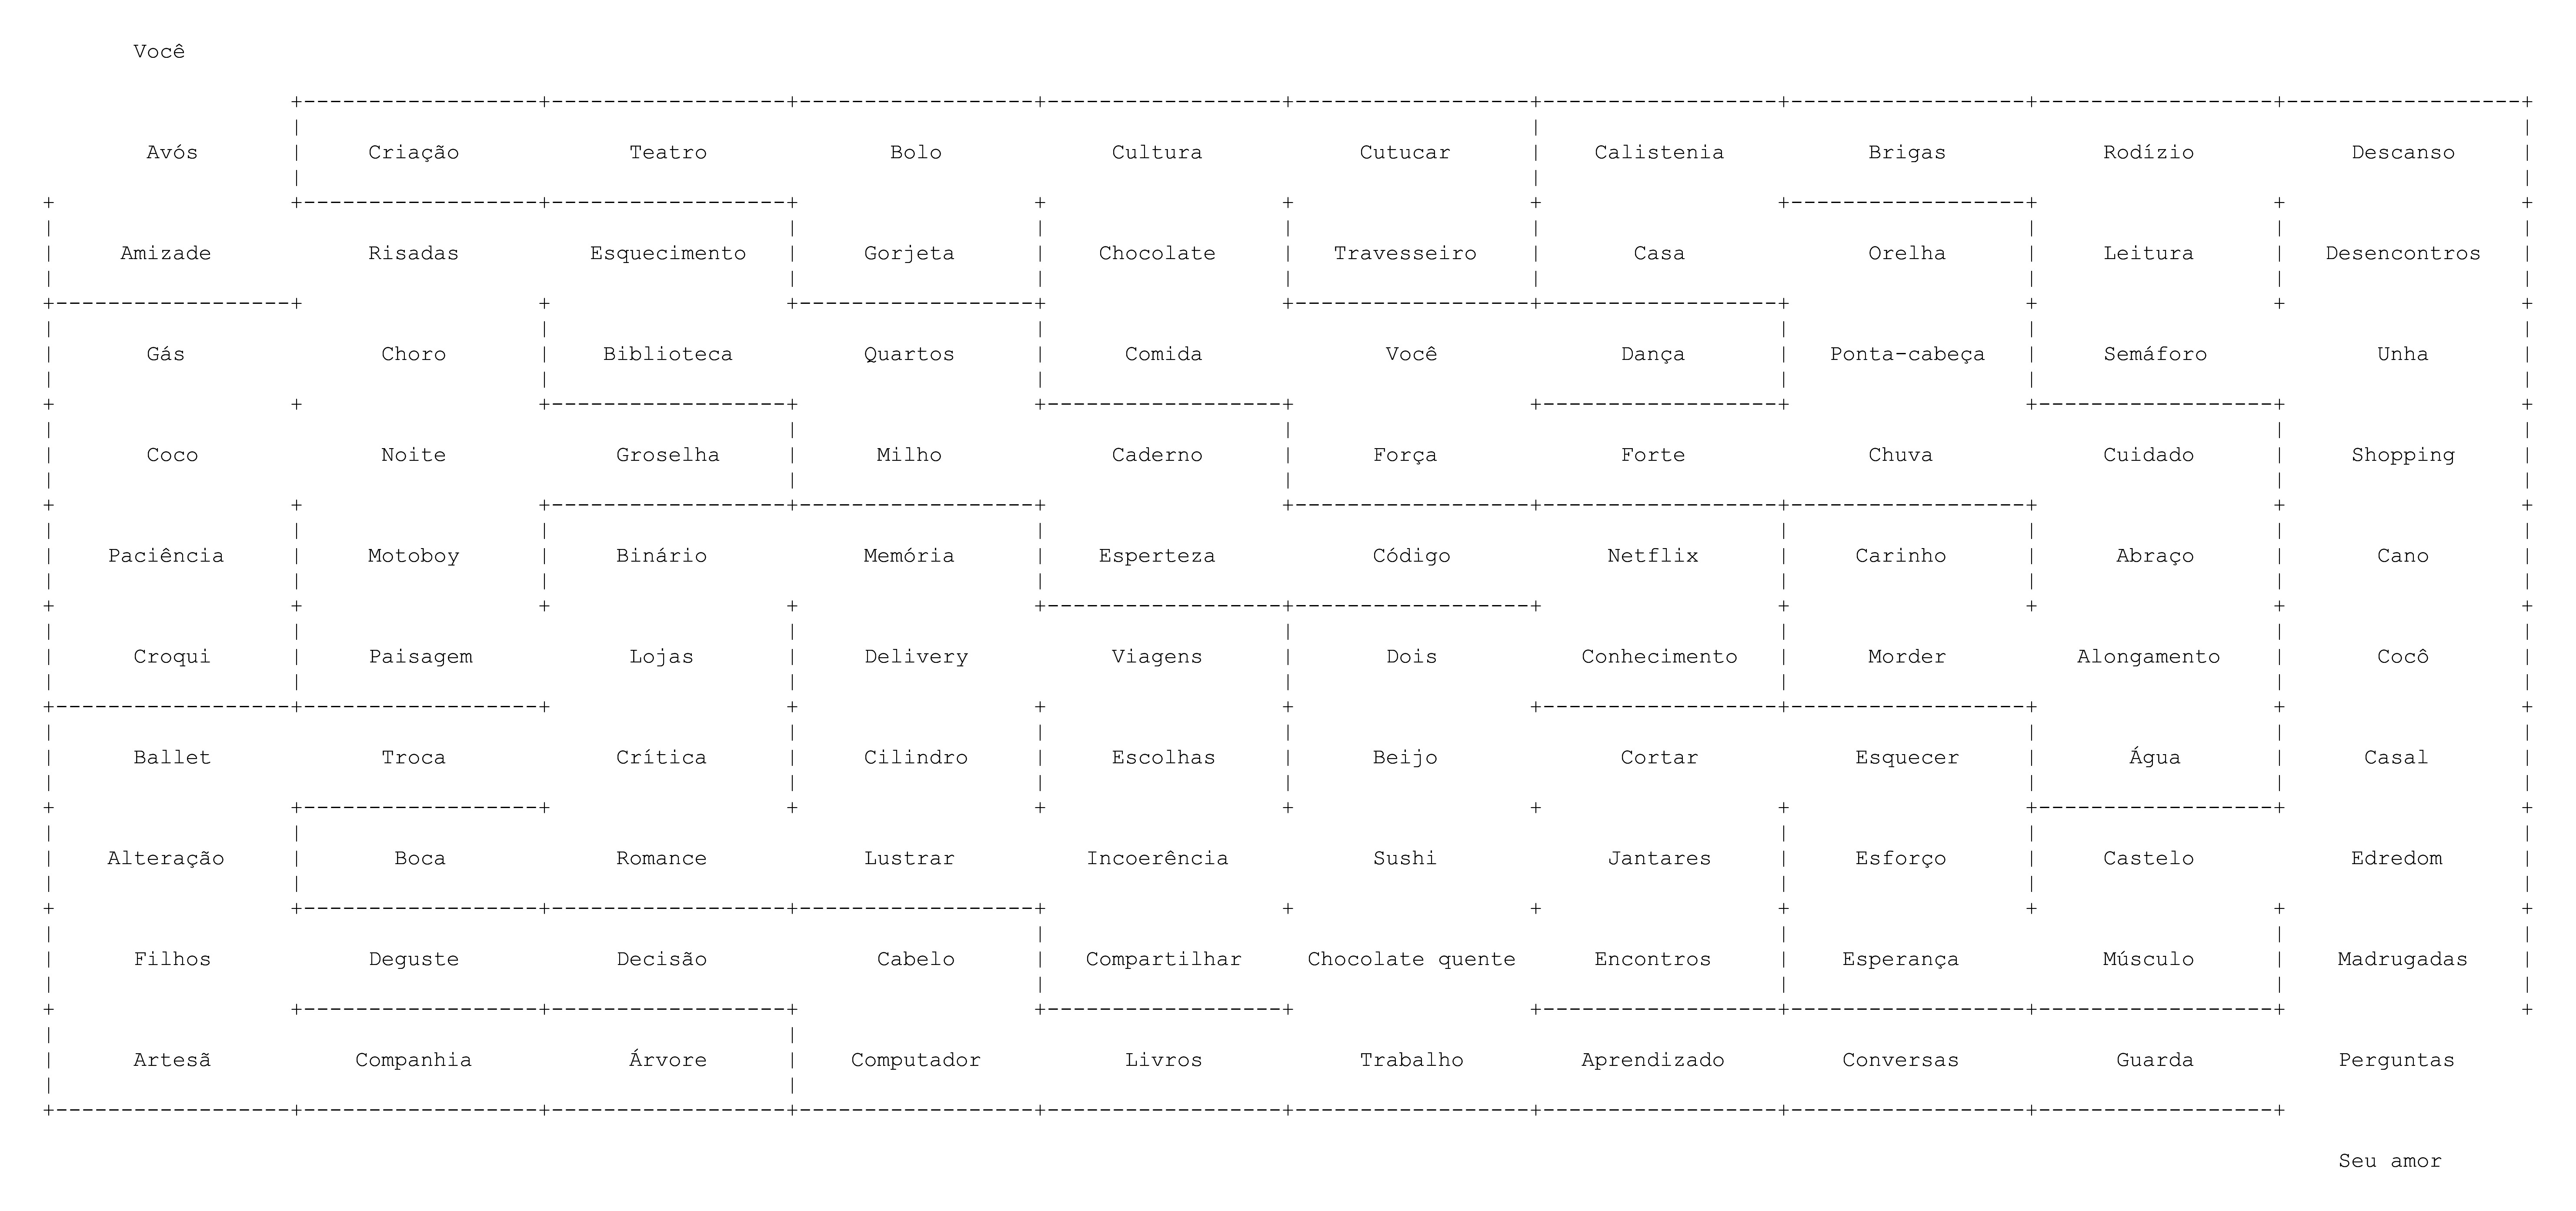 Você
Avós Criação Teatro Bolo Cultura Cutucar Calistenia Brigas Rodízio Descanso
Amizade Risadas Esquecimento Gorjeta Chocolate Travesseiro Casa Orelha Leitura Desencontros
Gás Choro Biblioteca Quartos Comida Você Dança Ponta-cabeça Semáforo Unha
Coco Noite Groselha Milho Caderno Força Forte Chuva Cuidado Shopping
Paciência Motoboy Binário Memória Esperteza Código Netflix Carinho Abraço Cano
Croqui Paisagem Lojas Delivery Viagens Dois Conhecimento Morder Alongamento Cocô
Ballet Troca Crítica Cilindro Escolhas Beijo Cortar Esquecer Água Casal
Alteração Boca Romance Lustrar Incoerência Sushi Jantares Esforço Castelo Edredom
Filhos Deguste Decisão Cabelo Compartilhar Chocolate quente Encontros Esperança Músculo Madrugadas
Artesã Companhia Árvore Computador Livros Trabalho Aprendizado Conversas Guarda Perguntas
Seu amor